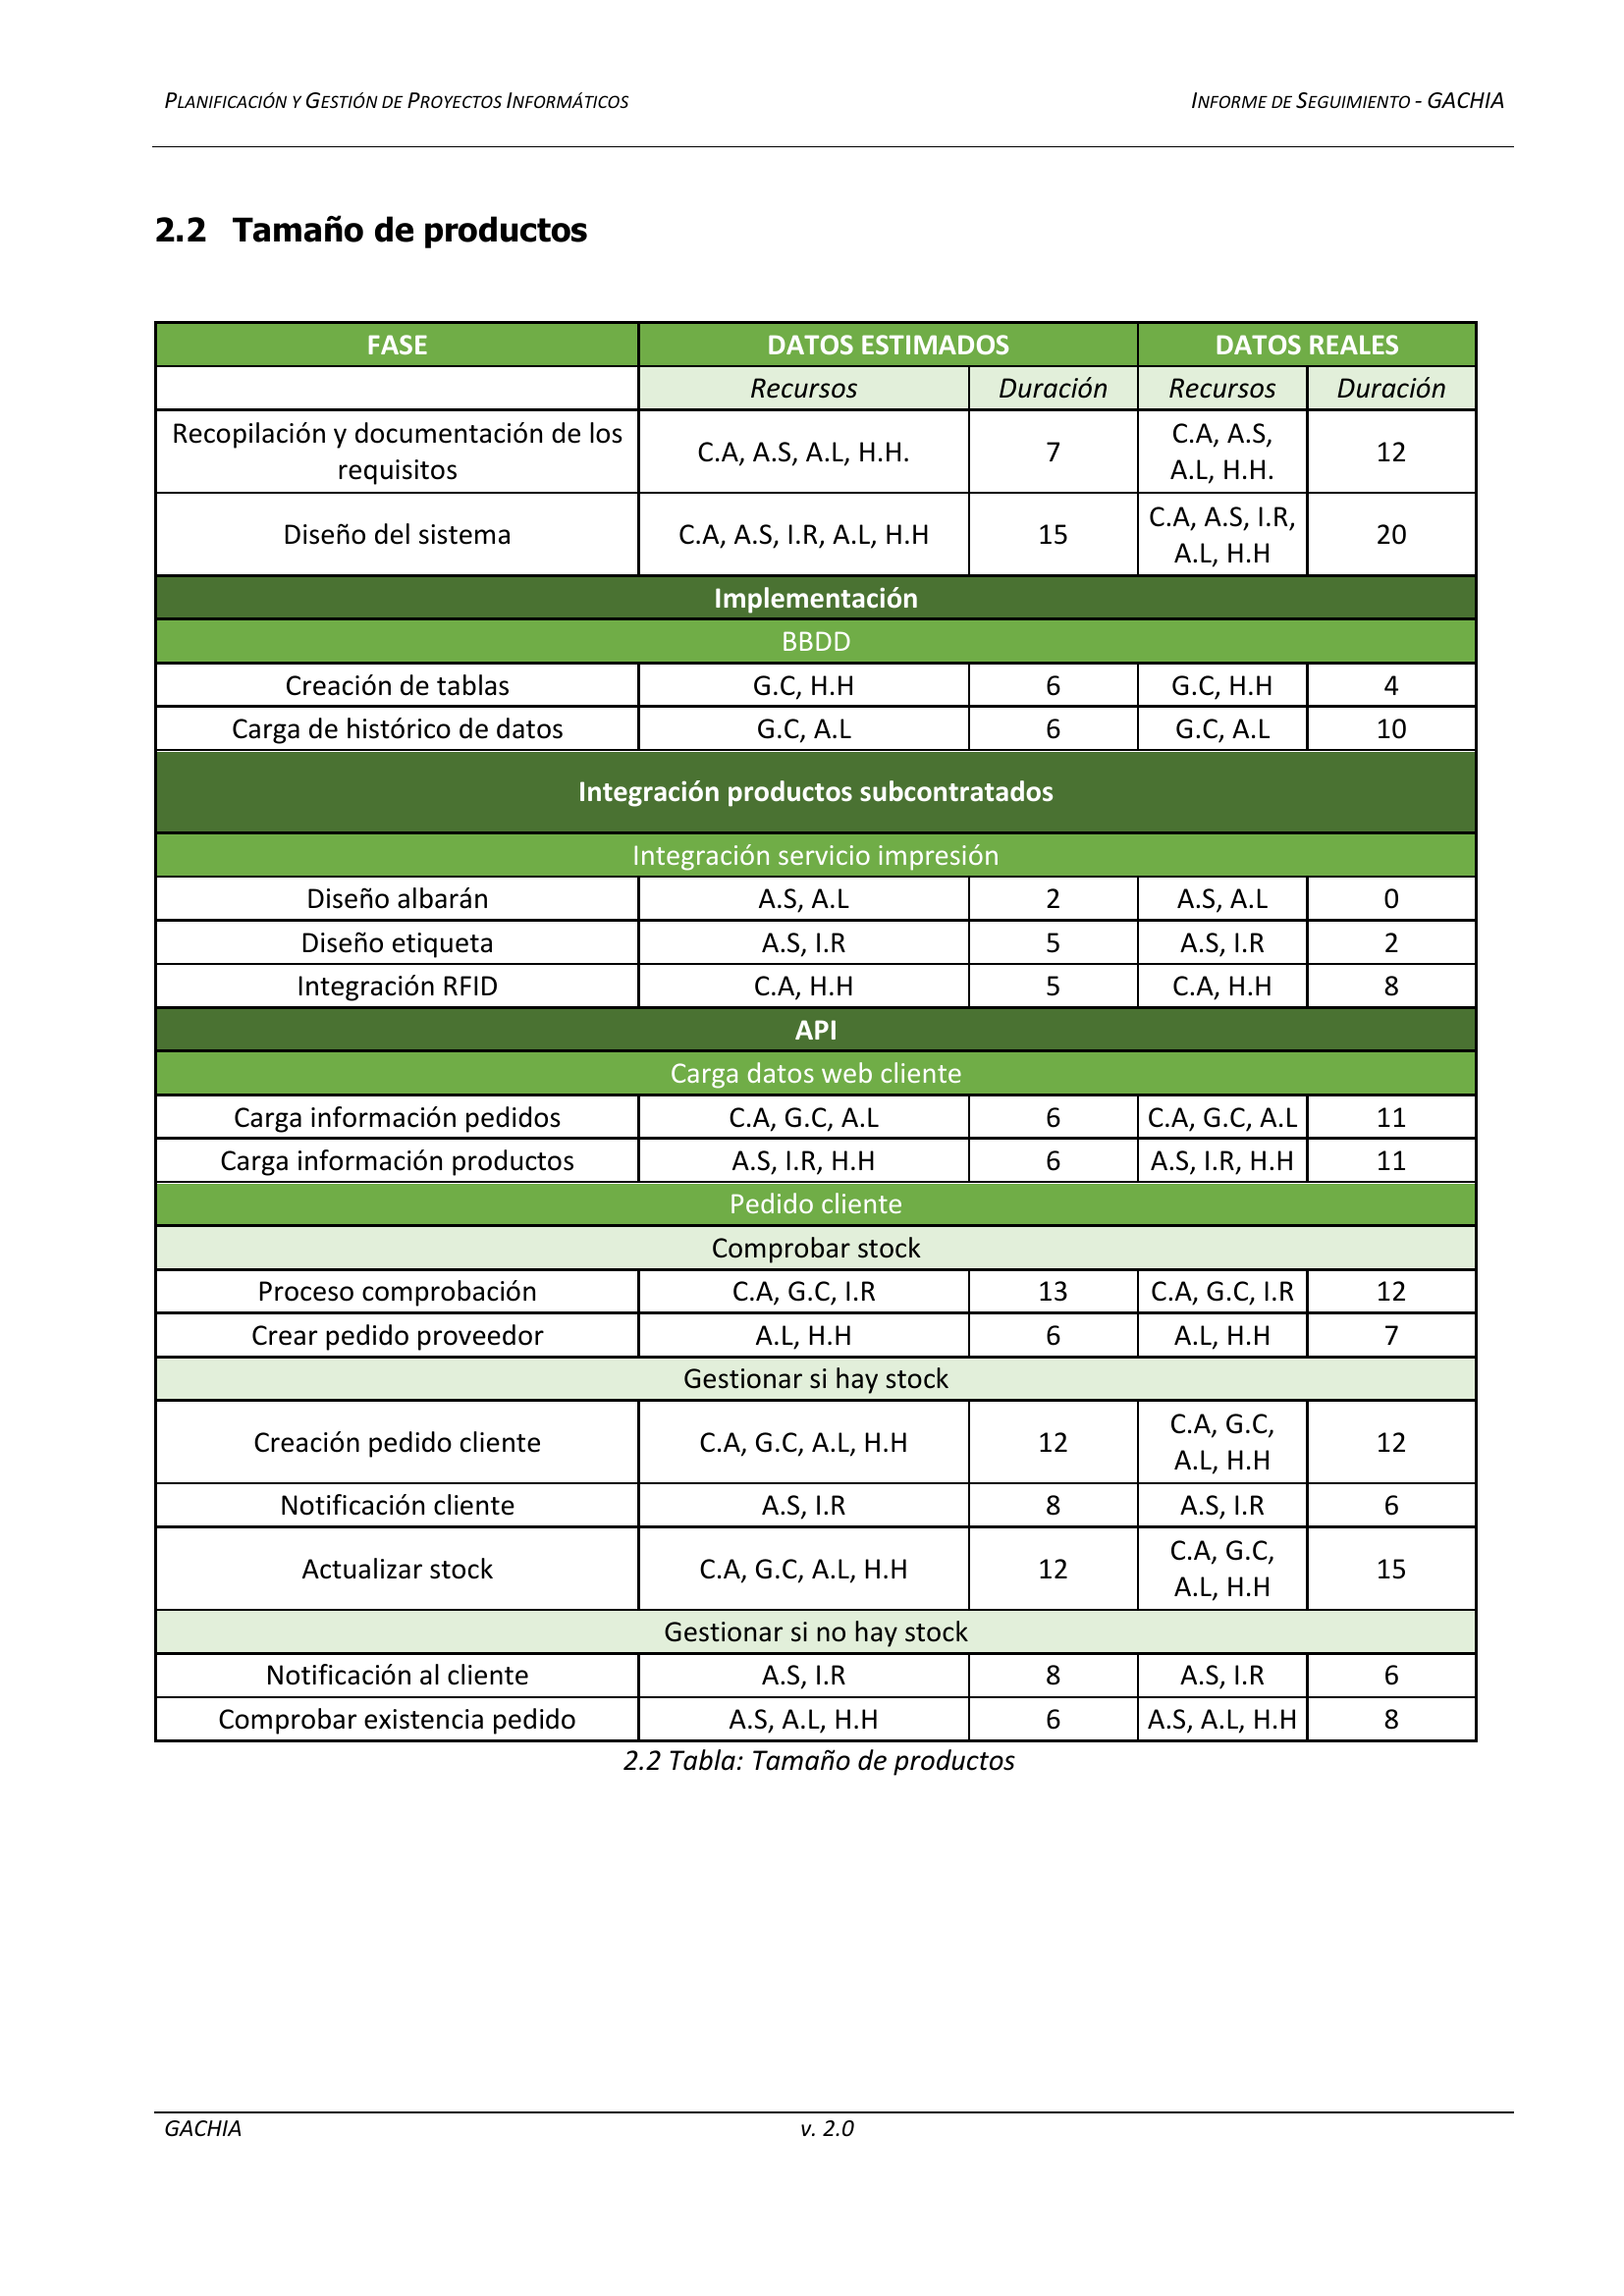 PLANIFICACIÓN Y GESTIÓN DE PROYECTOS INFORMÁTICOS INFORME DE SEGUIMIENTO - GACHIA
2.2 Tamaño de productos
FASE DATOS ESTIMADOS DATOS REALES
Recursos Duración Recursos Duración
Recopilación y documentación de los
requisitos
C.A, A.S, A.L, H.H. 7
C.A, A.S,
A.L, H.H.
12
Diseño del sistema C.A, A.S, I.R, A.L, H.H 15
C.A, A.S, I.R,
A.L, H.H
20
Implementación
BBDD
Creación de tablas G.C, H.H 6 G.C, H.H 4
Carga de histórico de datos G.C, A.L 6 G.C, A.L 10
Integración productos subcontratados
Integración servicio impresión
Diseño albarán A.S, A.L 2 A.S, A.L 0
Diseño etiqueta A.S, I.R 5 A.S, I.R 2
Integración RFID C.A, H.H 5 C.A, H.H 8
API
Carga datos web cliente
Carga información pedidos C.A, G.C, A.L 6 C.A, G.C, A.L 11
Carga información productos A.S, I.R, H.H 6 A.S, I.R, H.H 11
Pedido cliente
Comprobar stock
Proceso comprobación C.A, G.C, I.R 13 C.A, G.C, I.R 12
Crear pedido proveedor A.L, H.H 6 A.L, H.H 7
Gestionar si hay stock
Creación pedido cliente C.A, G.C, A.L, H.H 12
C.A, G.C,
A.L, H.H
12
Notificación cliente A.S, I.R 8 A.S, I.R 6
Actualizar stock C.A, G.C, A.L, H.H 12
C.A, G.C,
A.L, H.H
15
Gestionar si no hay stock
Notificación al cliente A.S, I.R 8 A.S, I.R 6
Comprobar existencia pedido A.S, A.L, H.H 6 A.S, A.L, H.H 8
2.2 Tabla: Tamaño de productos
GACHIA v. 2.0